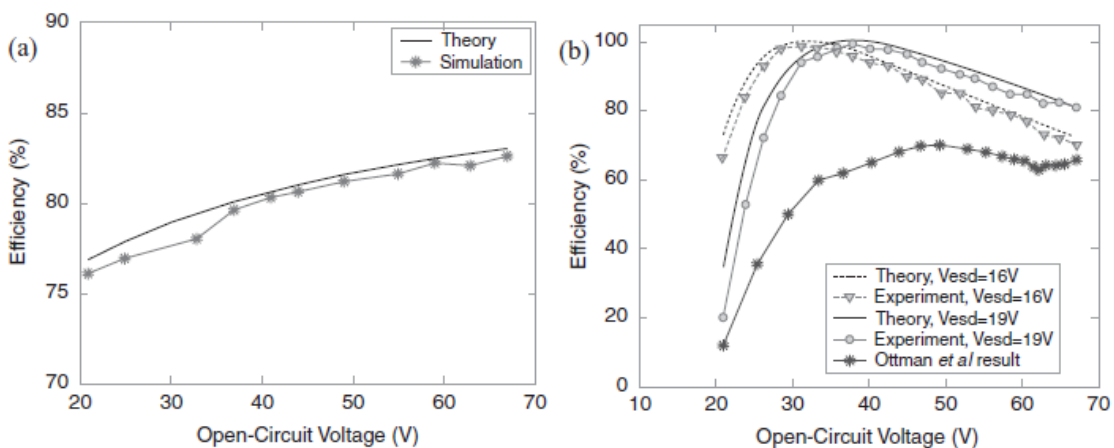 (a)
90
85
80
75
70
Efficiency (%)
20 30 40 50 60 70
Open-Circuit Voltage (V)
Theory
Simulation
(b)
100
80
60
40
20
0
Efficiency (%)
10 20 30 40 50 60 70
Open-Circuit Voltage (V)
Theory, Vesd=16V
Experiment, Vesd=16V
Theory, Vesd=19V
Experiment, Vesd=19V
Ottman et al result